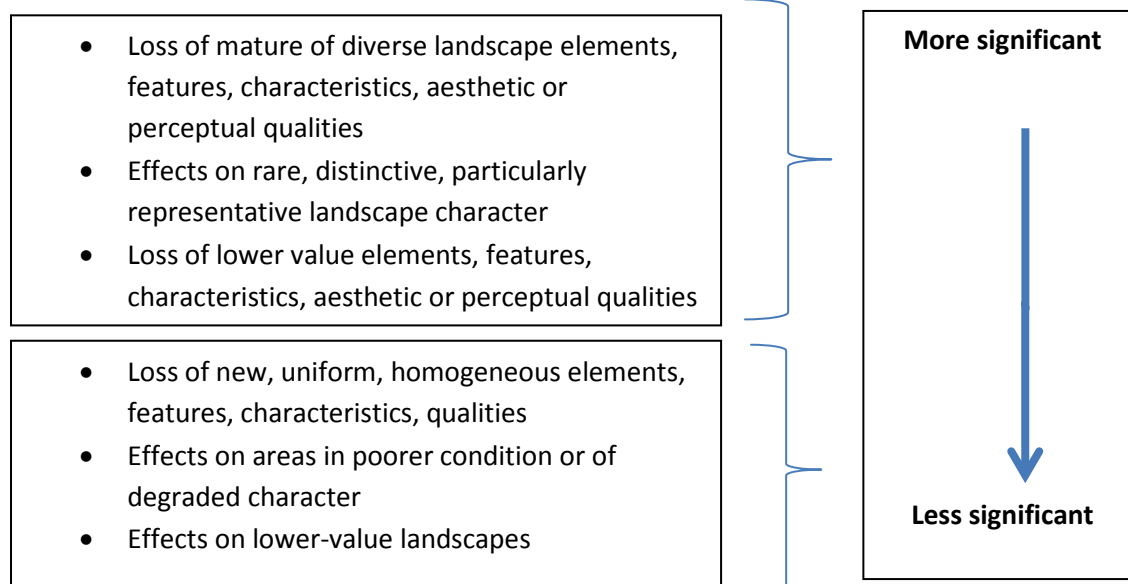 • Loss of mature of diverse landscape elements,
features, characteristics, aesthetic or
perceptual qualities
• Effects on rare, distinctive, particularly
representative landscape character
• Loss of lower value elements, features,
characteristics, aesthetic or perceptual qualities
• Loss of new, uniform, homogeneous elements,
features, characteristics, qualities
• Effects on areas in poorer condition or of
degraded character
• Effects on lower-value landscapes
More significant
Less significant